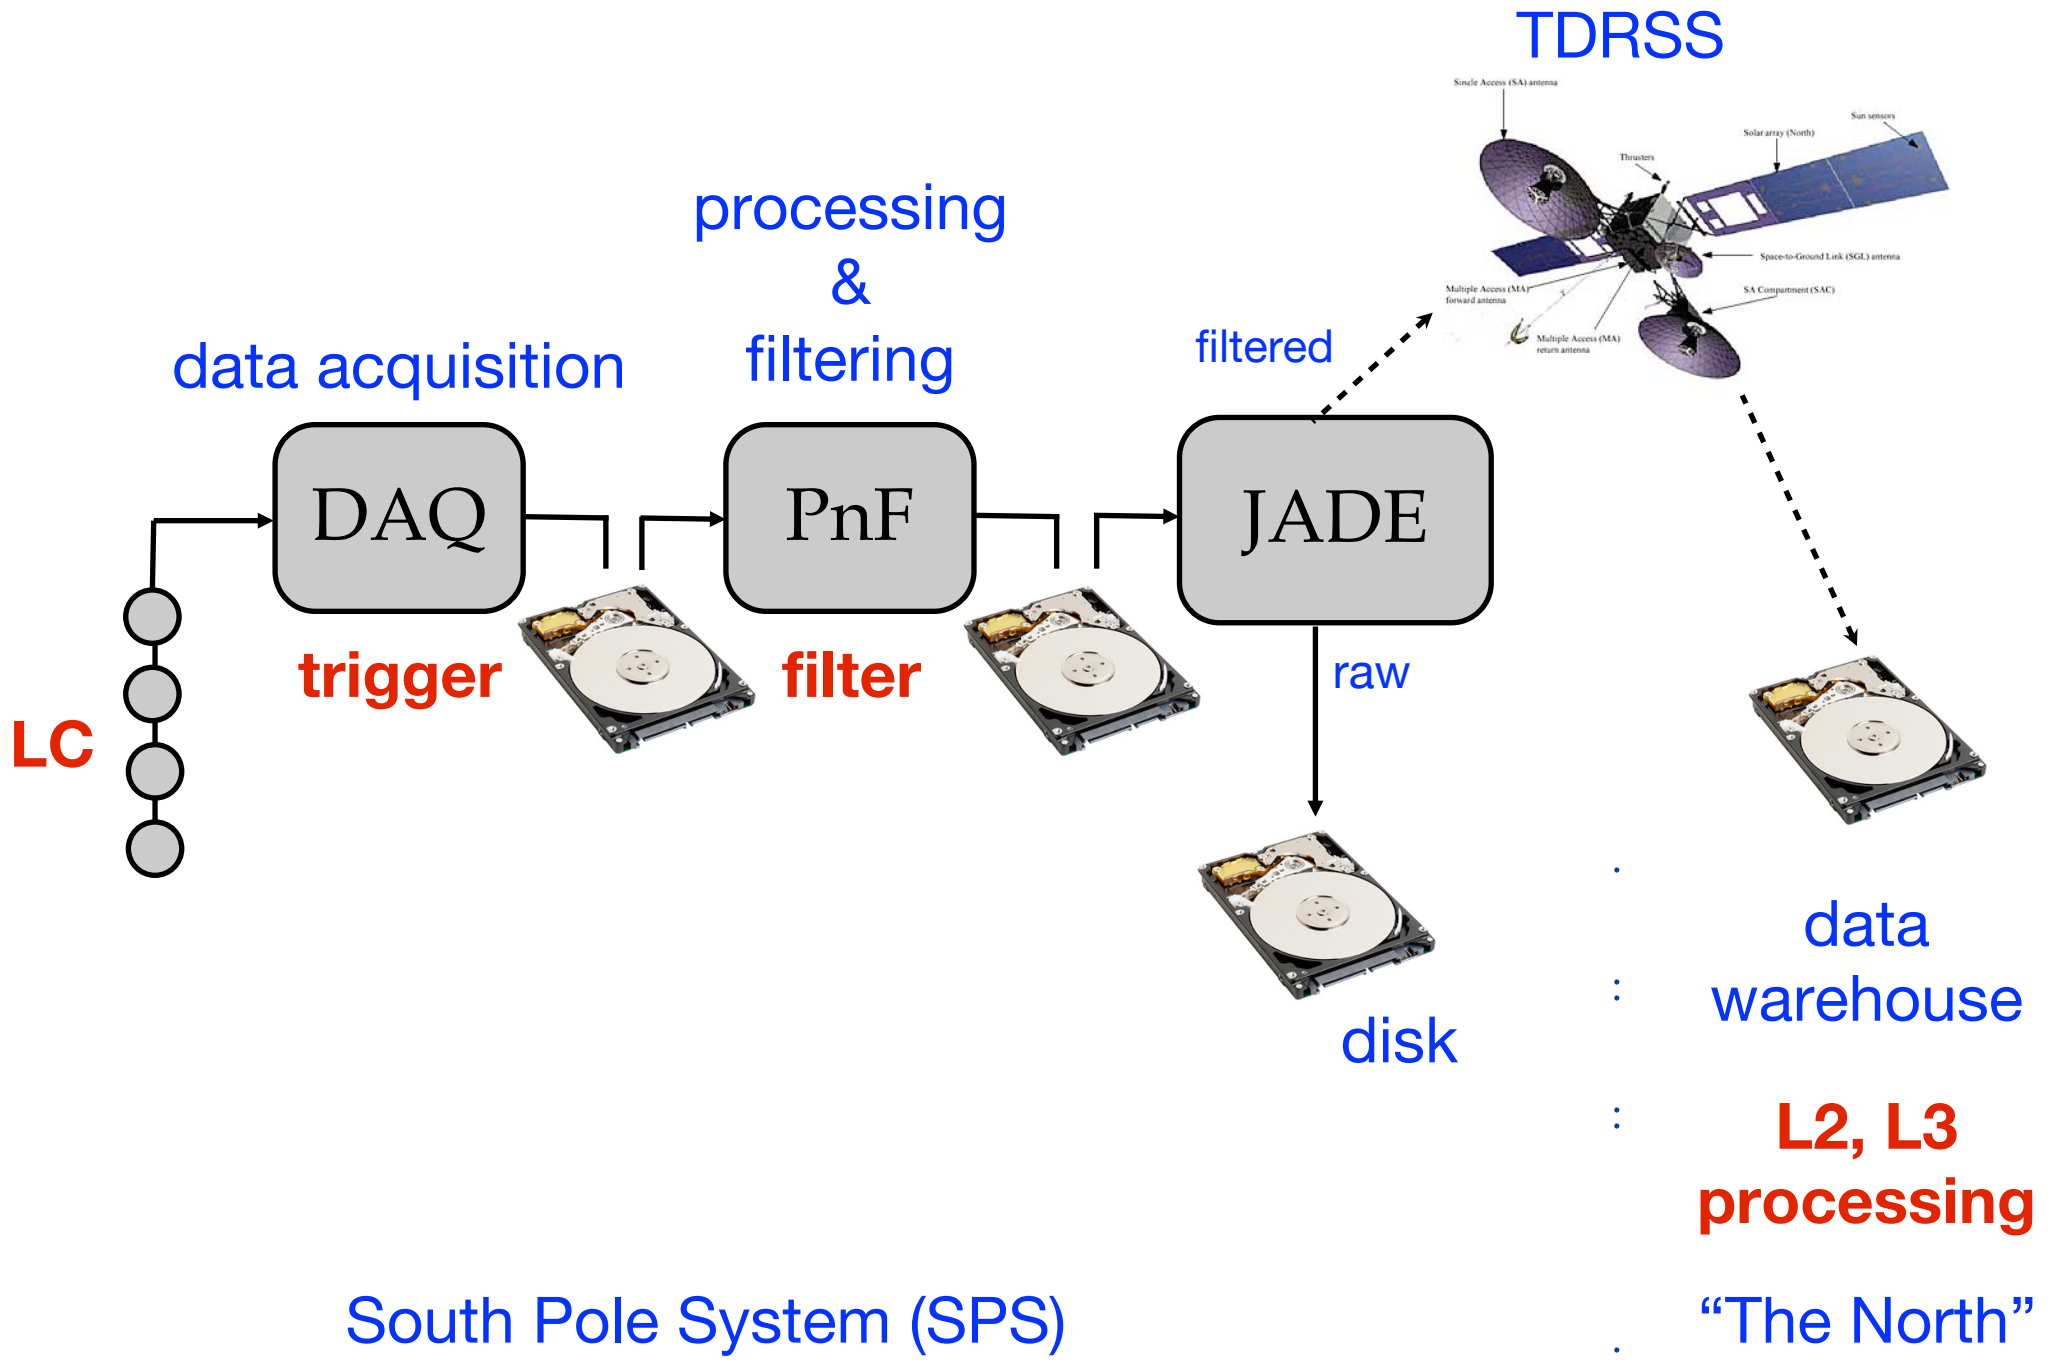 TDRSS
Single Access (SA) antenna
Sun sensors
Solar array (North)
Thrusters
Space-to-Ground Link (SGL) antenna
Multiple Access (MA)
forward antenna
SA Compartment (SAC)
Multiple Access (MA)
return antenna
processing
&
filtering
data acquisition
filtered
DAQ
PnF
JADE
trigger
filter
raw
LC
disk
data
warehouse
L2, L3
processing
South Pole System (SPS)
“The North”